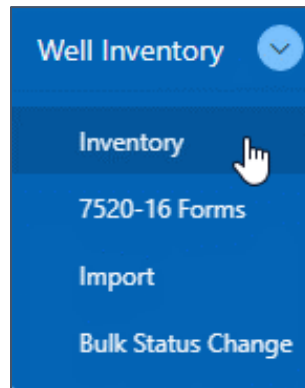 Well Inventory
Inventory
7520-16 Forms
Import
Bulk Status Change